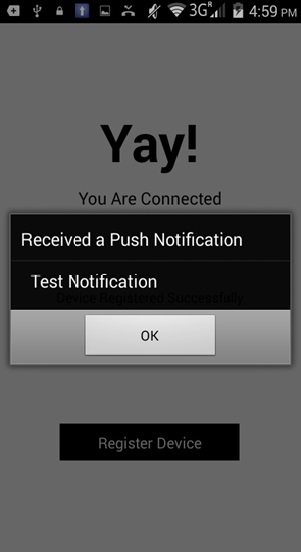 3G R 4:59 PM
Yay!
You Are Connected
Received a Push Notification
Test Notification
Device Registered Successfully
OK
Register Device